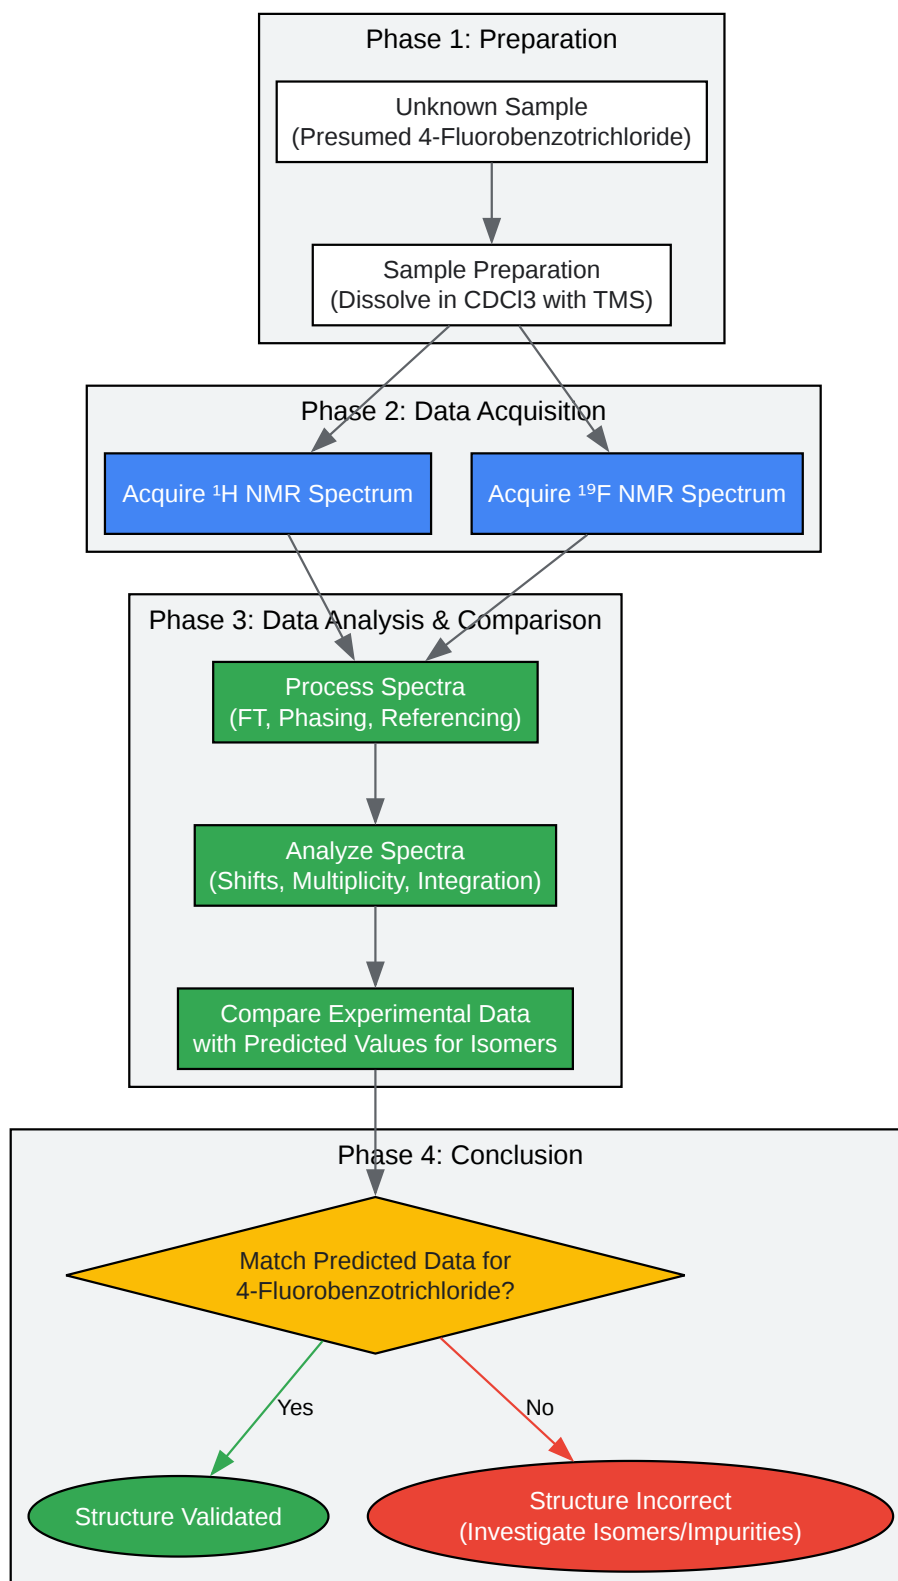 Phase 1: Preparation
Unknown Sample
(Presumed 4-Fluorobenzotrichloride)
Sample Preparation
(Dissolve in CDCl3 with TMS)
Phase 2: Data Acquisition
Acquire ¹H NMR Spectrum
Acquire ¹⁹F NMR Spectrum
Phase 3: Data Analysis & Comparison
Process Spectra
(FT, Phasing, Referencing)
Analyze Spectra
(Shifts, Multiplicity, Integration)
Compare Experimental Data
with Predicted Values for Isomers
Phase 4: Conclusion
Match Predicted Data for
4-Fluorobenzotrichloride?
Yes
No
Structure Validated
Structure Incorrect
(Investigate Isomers/Impurities)